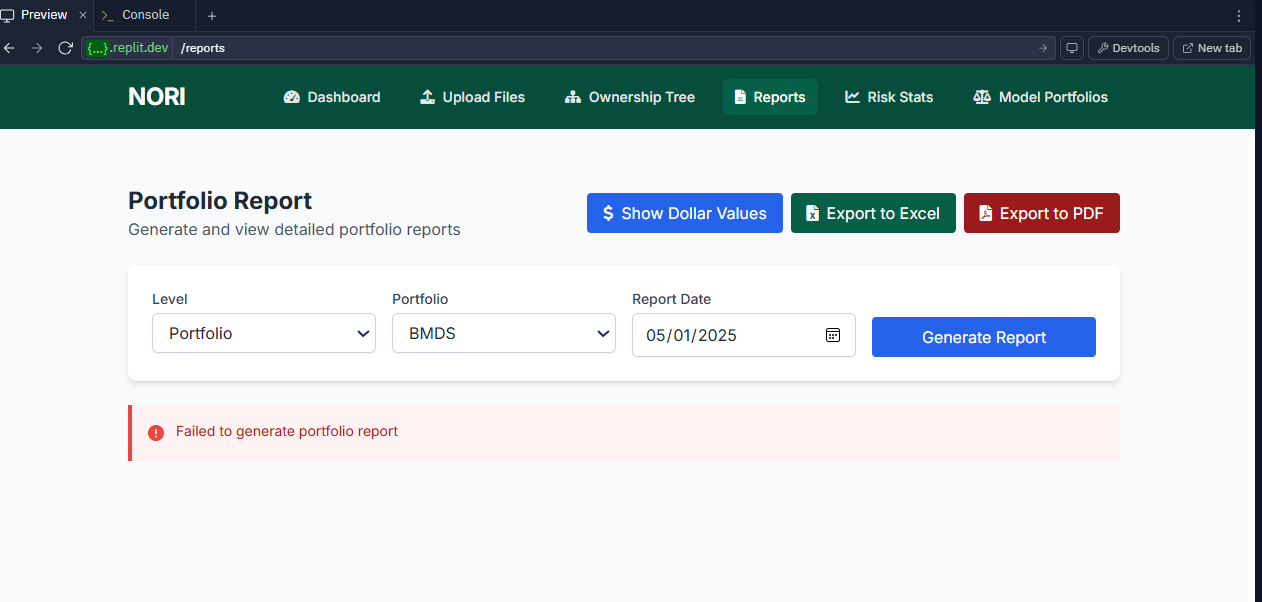 Preview
Console
{...}.replit.dev /reports
Devtools
New tab
NORI
Dashboard
Upload Files
Ownership Tree
Reports
Risk Stats
Model Portfolios
Portfolio Report
Generate and view detailed portfolio reports
$ Show Dollar Values
Export to Excel
Export to PDF
Level
Portfolio
Report Date
Portfolio
BMDS
05/01/2025
Generate Report
Failed to generate portfolio report